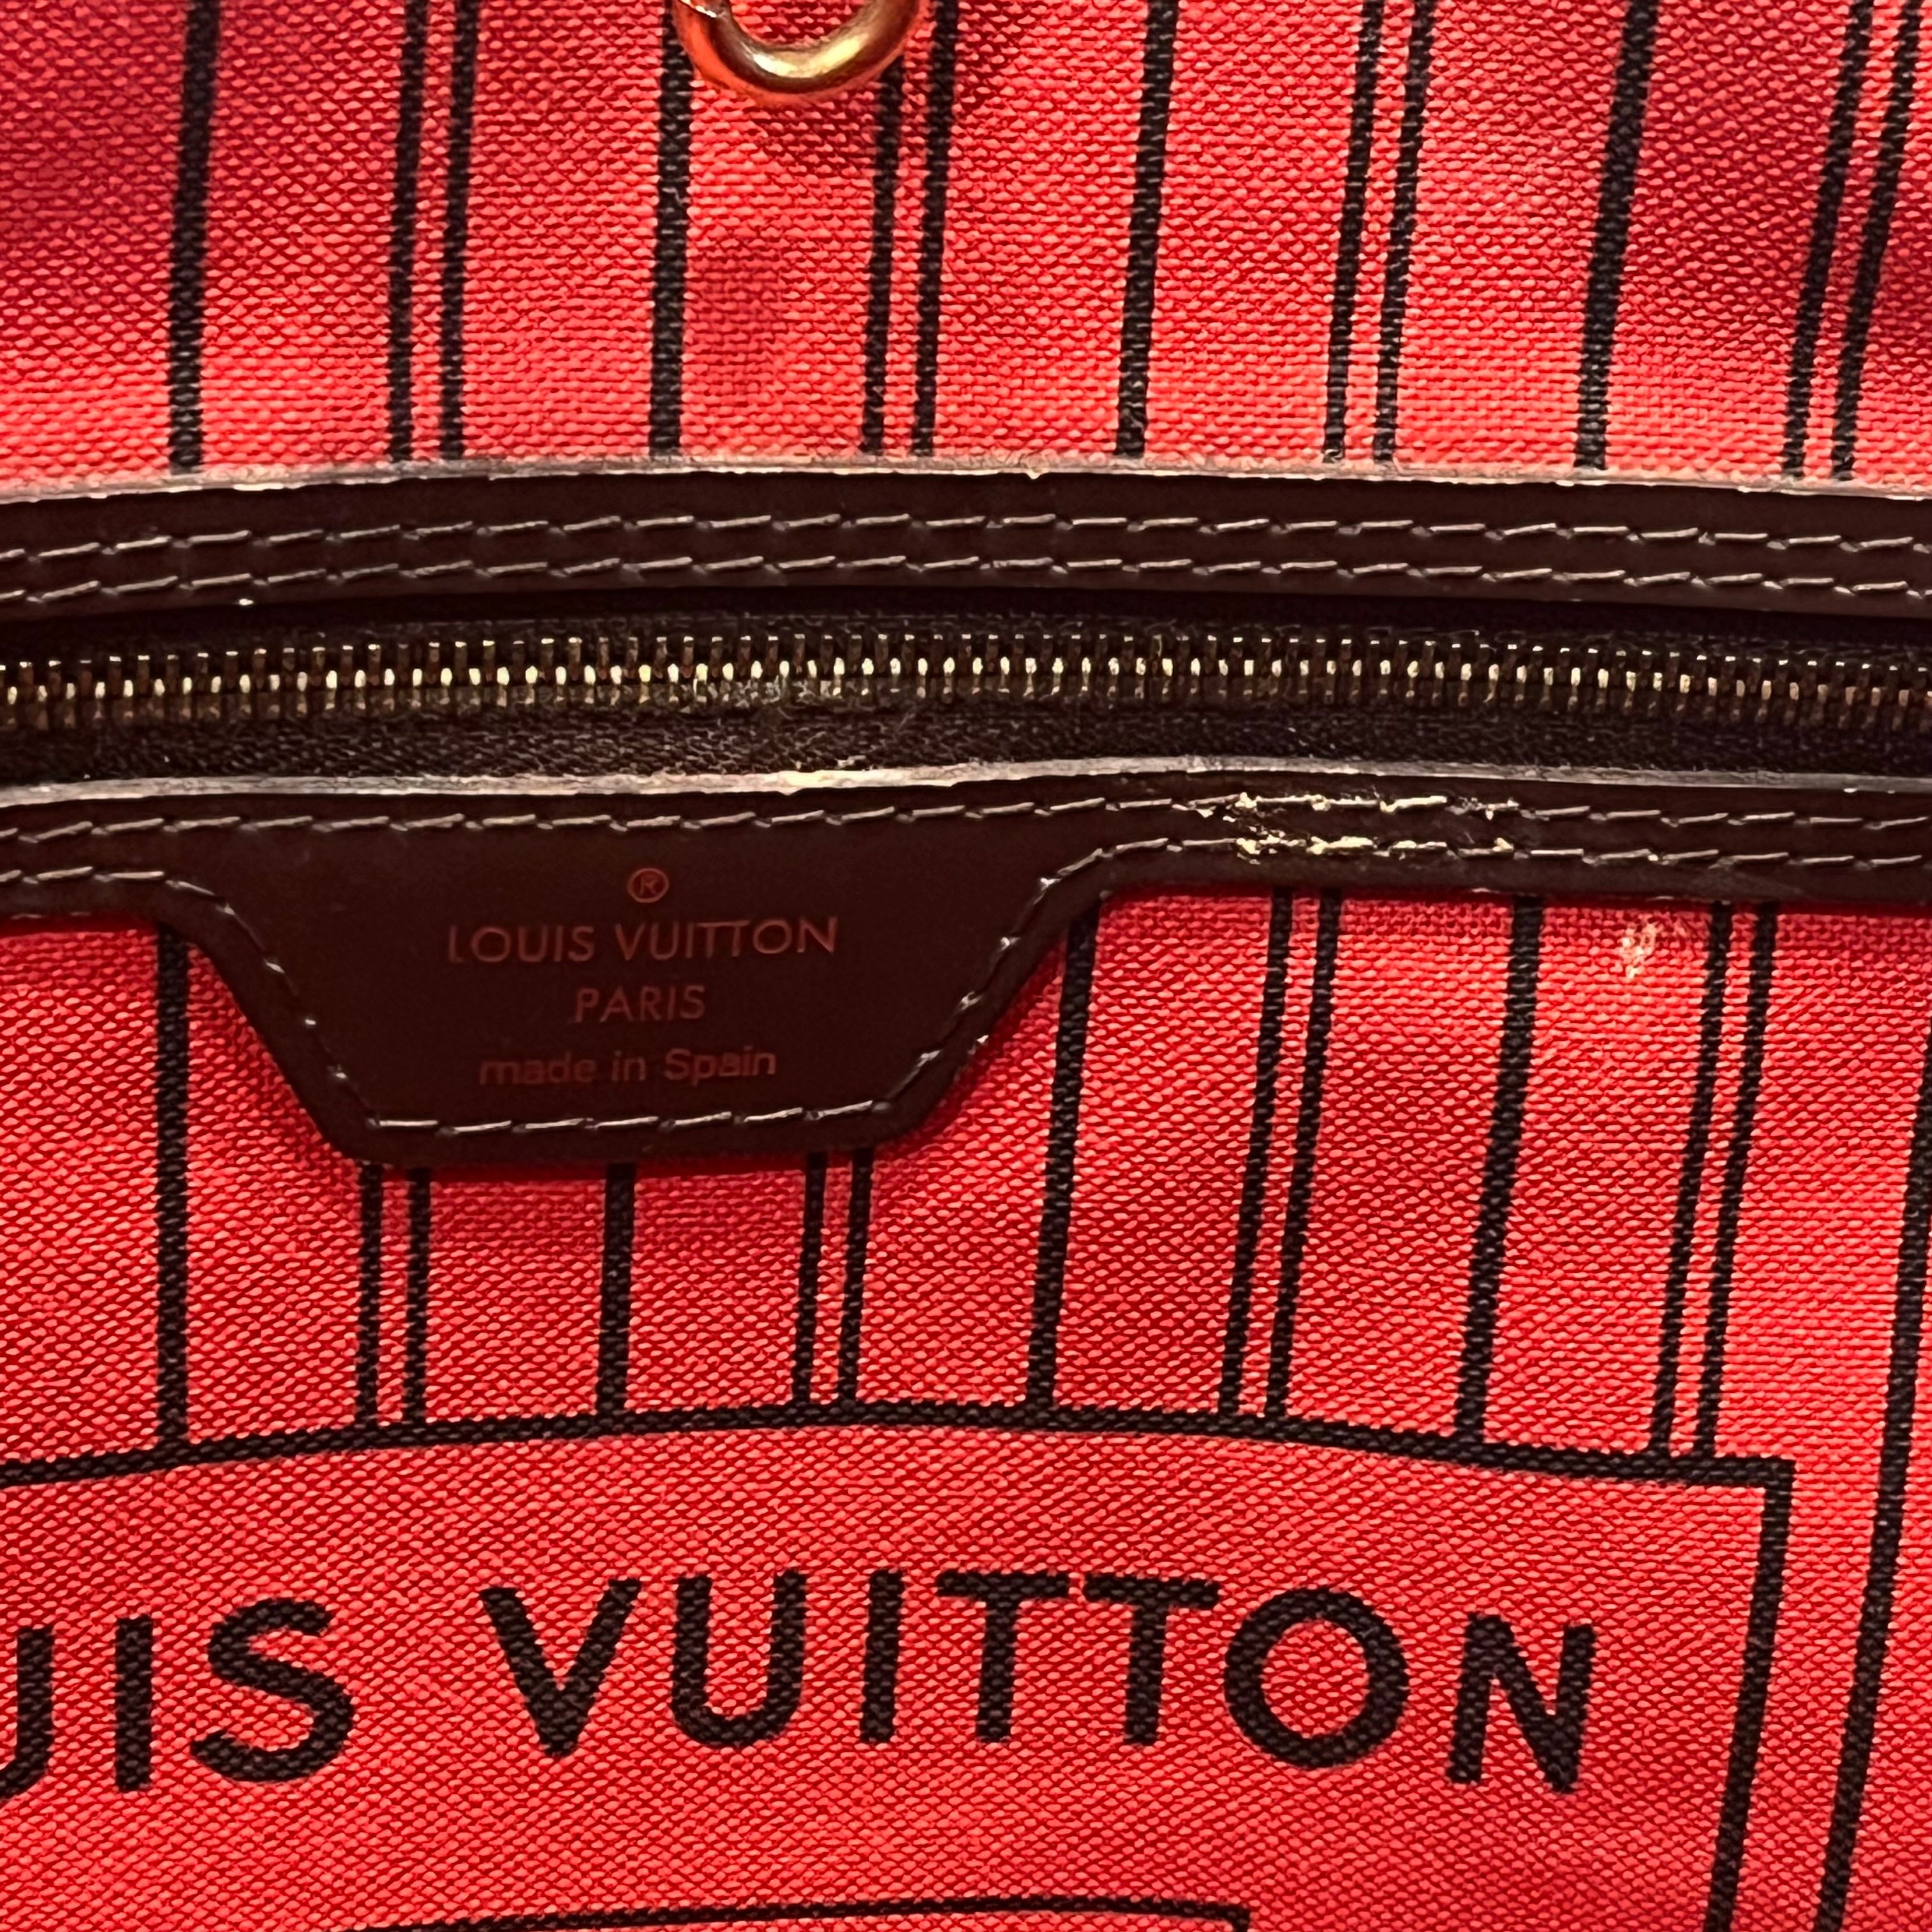 ®
LOUIS VUITTON
PARIS
made in Spain
UIS VUITTON